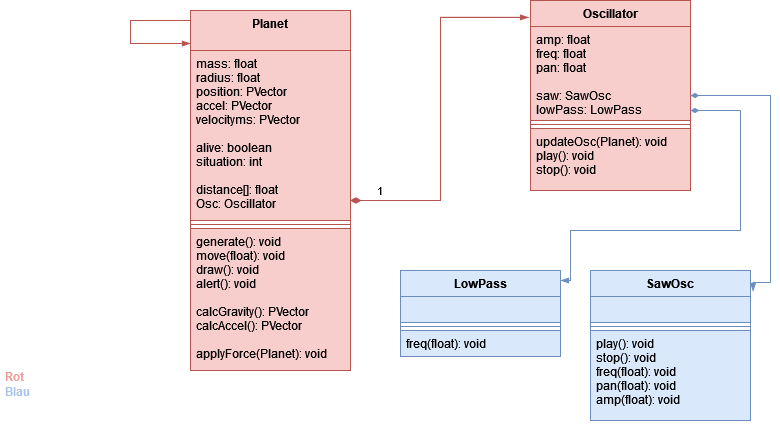 Planet
mass: float
radius: float
position: PVector
accel: PVector
velocityms: PVector
alive: boolean
situation: int
distance[]: float
Osc: Oscillator
generate(): void
move(float): void
draw(): void
alert(): void
calcGravity(): PVector
calcAccel(): PVector
applyForce(Planet): void
1
Oscillator
amp: float
freq: float
pan: float
saw: SawOsc
lowPass: LowPass
updateOsc(Planet): void
play(): void
stop(): void
LowPass
freq(float): void
SawOsc
play(): void
stop(): void
freq(float): void
pan(float): void
amp(float): void
Rot
Blau